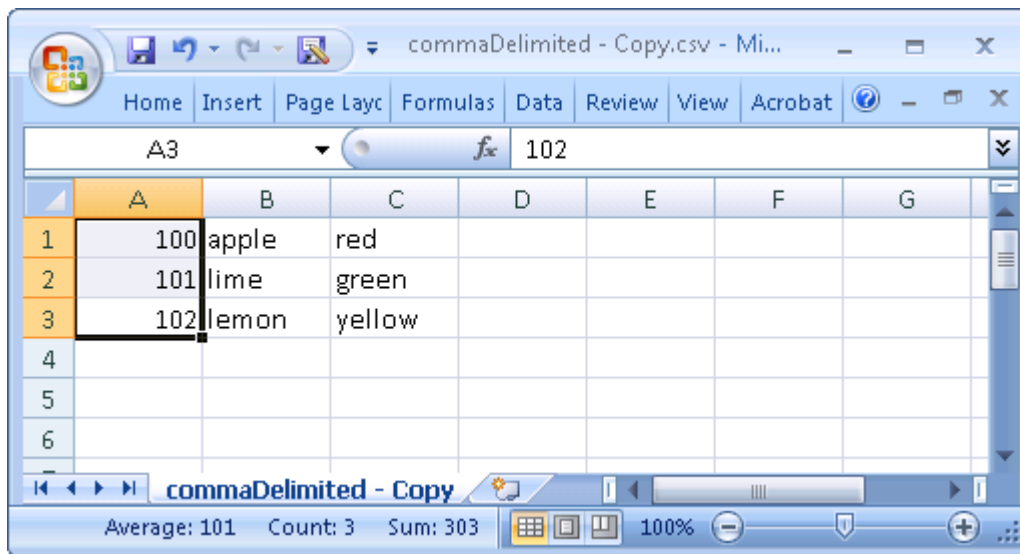 commaDelimited - Copy.csv - Mi...
Home Insert Page Layc Formulas Data Review View Acrobat
A3 fx 102
A B C D E F G
1 100 apple red
2 101 lime green
3 102 lemon yellow
4
5
6
commaDelimited - Copy
Average: 101 Count: 3 Sum: 303 100%